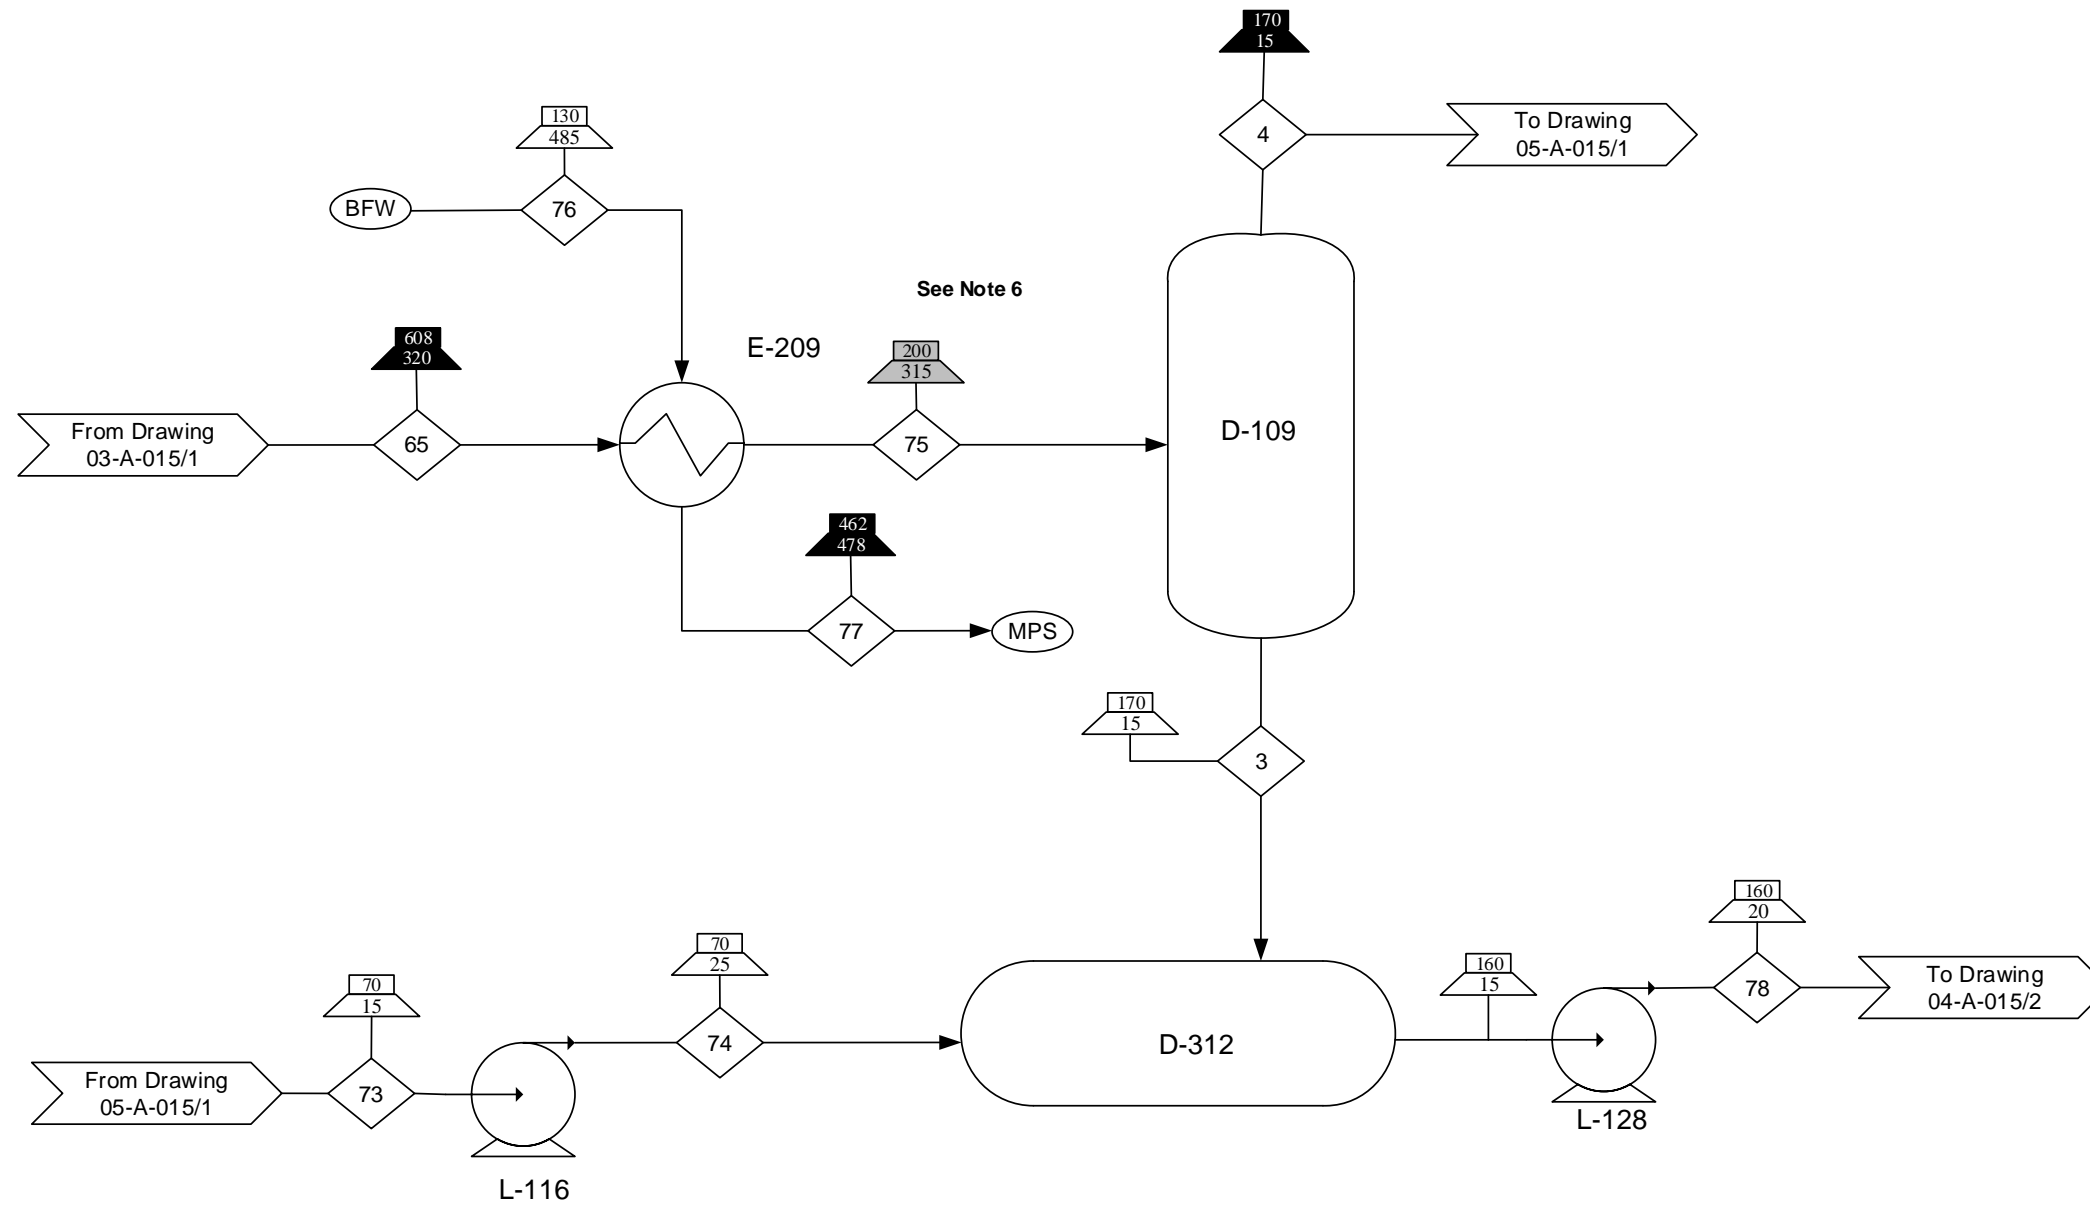 170
15
4
To Drawing
05-A-015/1
130
485
BFW
76
See Note 6
608
320
E-209
200
315
From Drawing
03-A-015/1
65
75
D-109
462
478
77
MPS
170
15
3
160
20
70
25
160
15
70
15
To Drawing
04-A-015/2
78
74
D-312
From Drawing
05-A-015/1
73
L-128
L-116